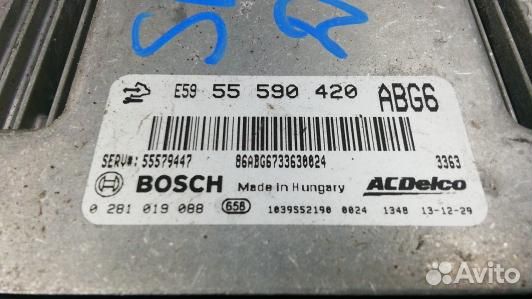 E59 55 590 420 ABG6
SERV#: 55579447 86ABG6733630024 3363
BOSCH Made in Hungary ACDelco
0 281 019 088 658 1039S52190 0024 1348 13-12-29
Avito